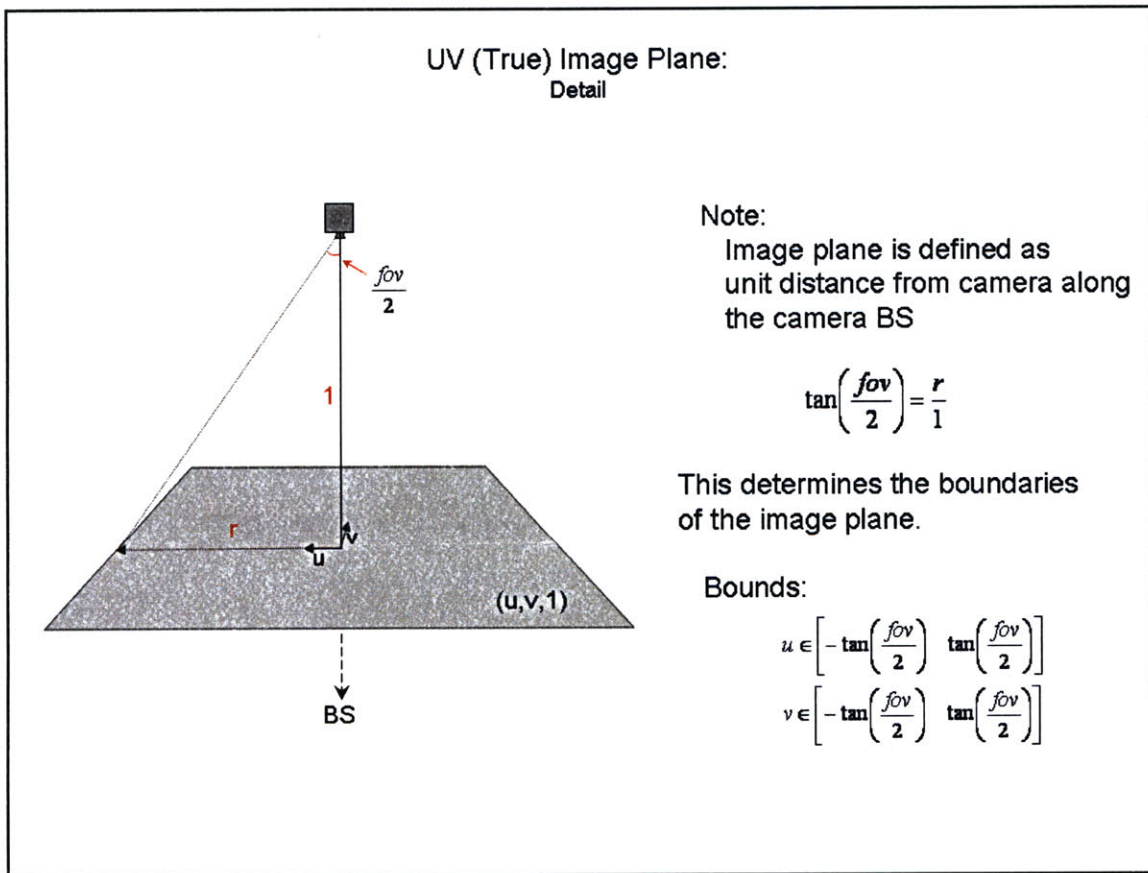 UV (True) Image Plane:
Detail
fov
2
1
r
u
v
(u,v,1)
BS
Note:
Image plane is defined as
unit distance from camera along
the camera BS
tan(fov/2) = r/1
This determines the boundaries
of the image plane.
Bounds:
u ∈ [- tan(fov/2) tan(fov/2)]
v ∈ [- tan(fov/2) tan(fov/2)]